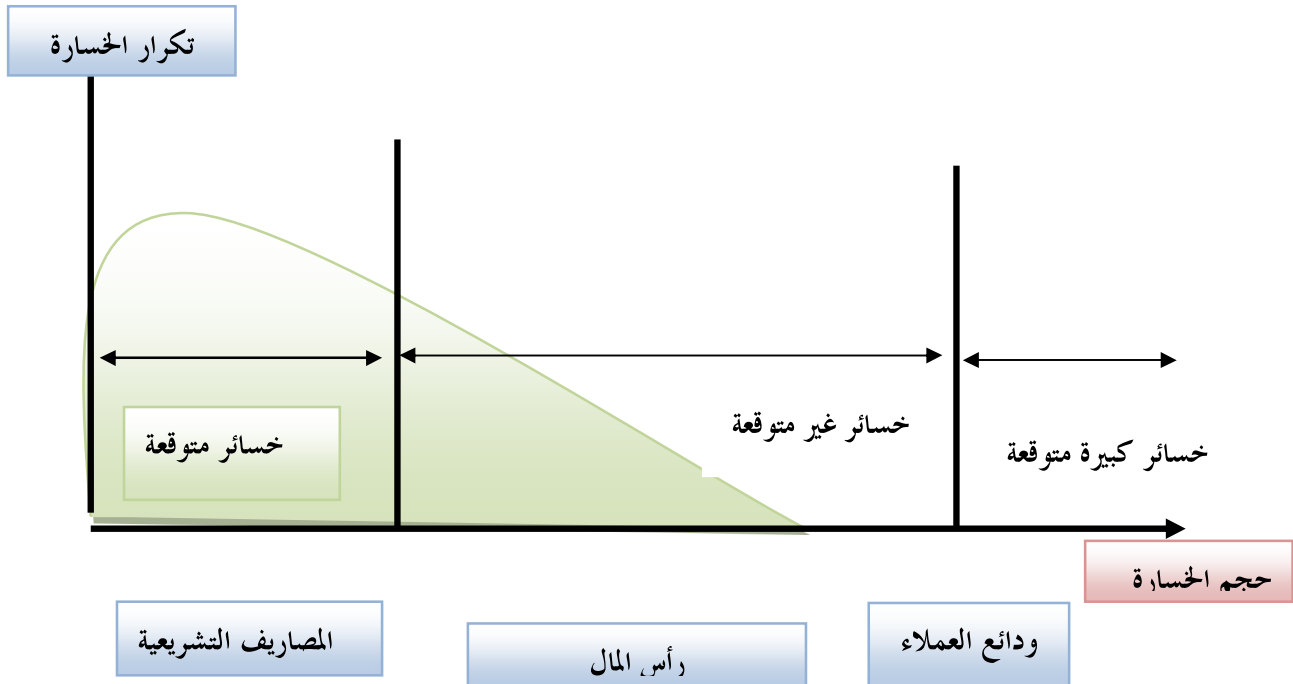 تكرار الخسارة
خسائر متوقعة
خسائر غير متوقعة
خسائر كبيرة متوقعة
حجم الخسارة
المصاريف التشريعية
رأس المال
ودائع العملاء